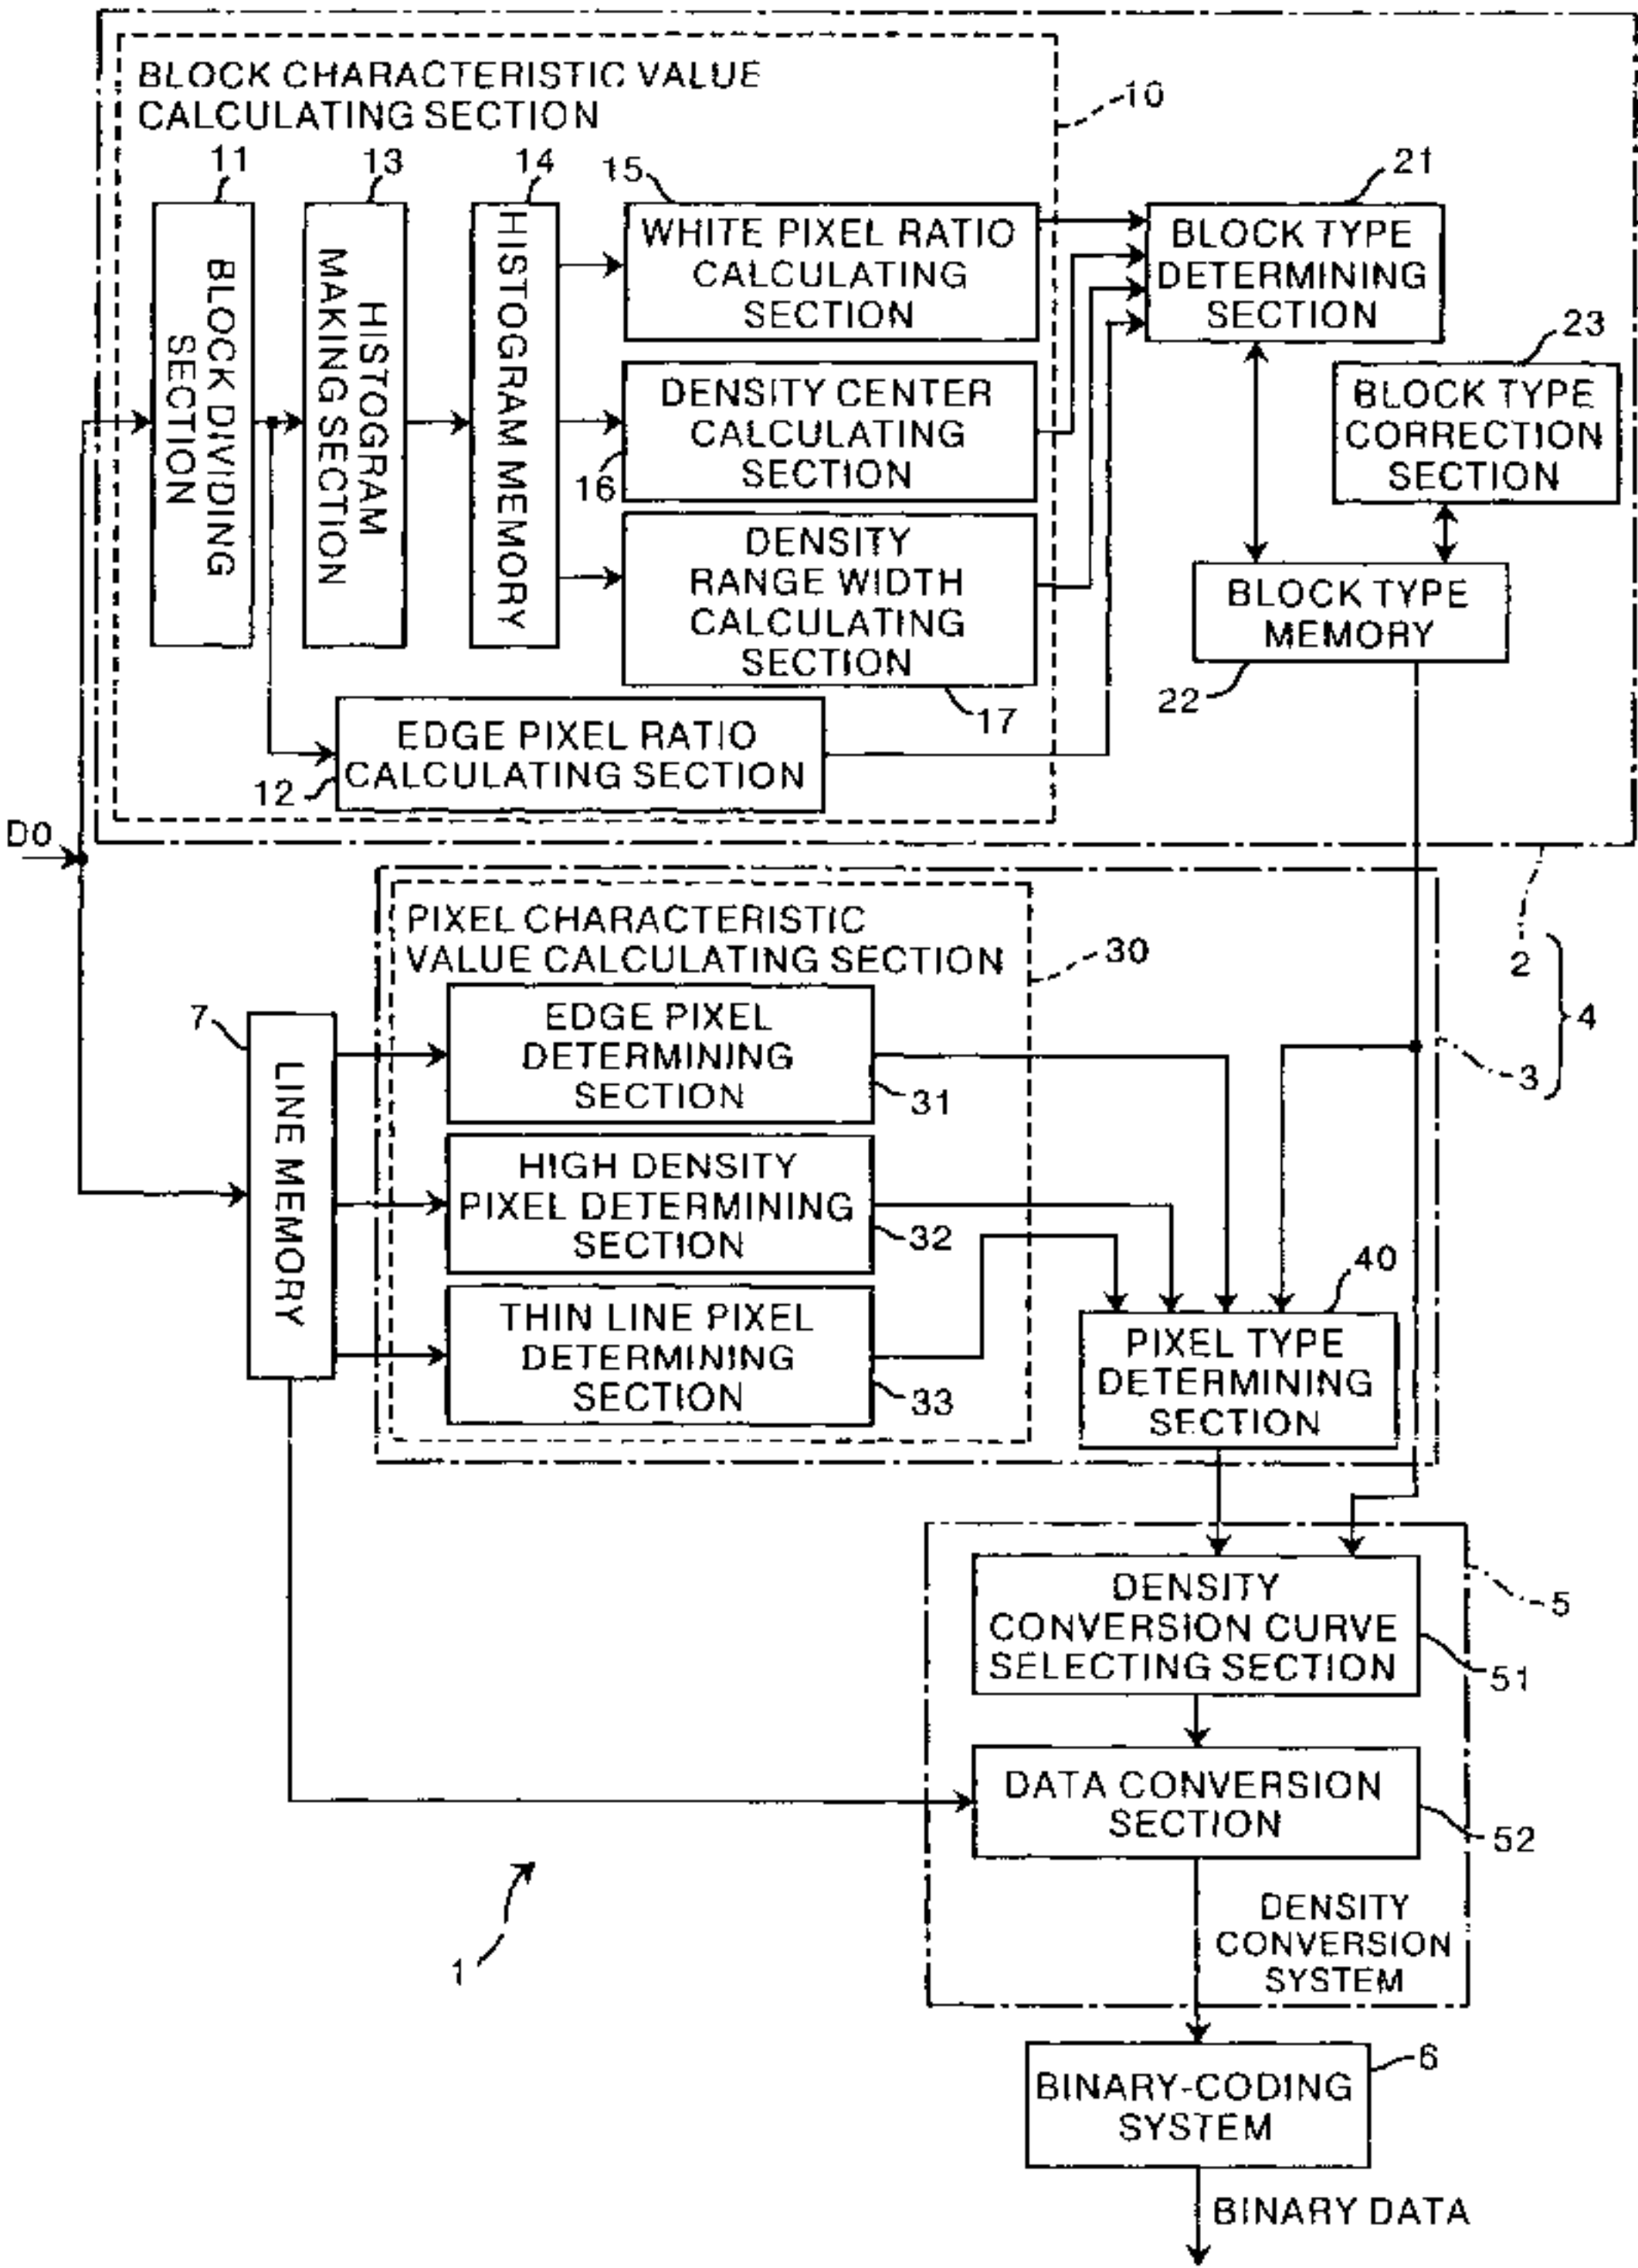 BLOCK CHARACTERISTIC VALUE
CALCULATING SECTION
10
11
13
14
15
21
BLOCK DIVIDING
SECTION
HISTOGRAM
MAKING SECTION
HISTOGRAM MEMORY
WHITE PIXEL RATIO
CALCULATING
SECTION
BLOCK TYPE
DETERMINING
SECTION
23
BLOCK TYPE
CORRECTION
SECTION
DENSITY CENTER
CALCULATING
SECTION
16
DENSITY
RANGE WIDTH
CALCULATING
SECTION
17
BLOCK TYPE
MEMORY
22
EDGE PIXEL RATIO
CALCULATING SECTION
12
D0
2
4
3
PIXEL CHARACTERISTIC
VALUE CALCULATING SECTION
30
7
LINE MEMORY
EDGE PIXEL
DETERMINING
SECTION
31
HIGH DENSITY
PIXEL DETERMINING
SECTION
32
THIN LINE PIXEL
DETERMINING
SECTION
33
40
PIXEL TYPE
DETERMINING
SECTION
DENSITY
CONVERSION CURVE
SELECTING SECTION
5
51
DATA CONVERSION
SECTION
52
DENSITY
CONVERSION
SYSTEM
1
6
BINARY-CODING
SYSTEM
BINARY DATA